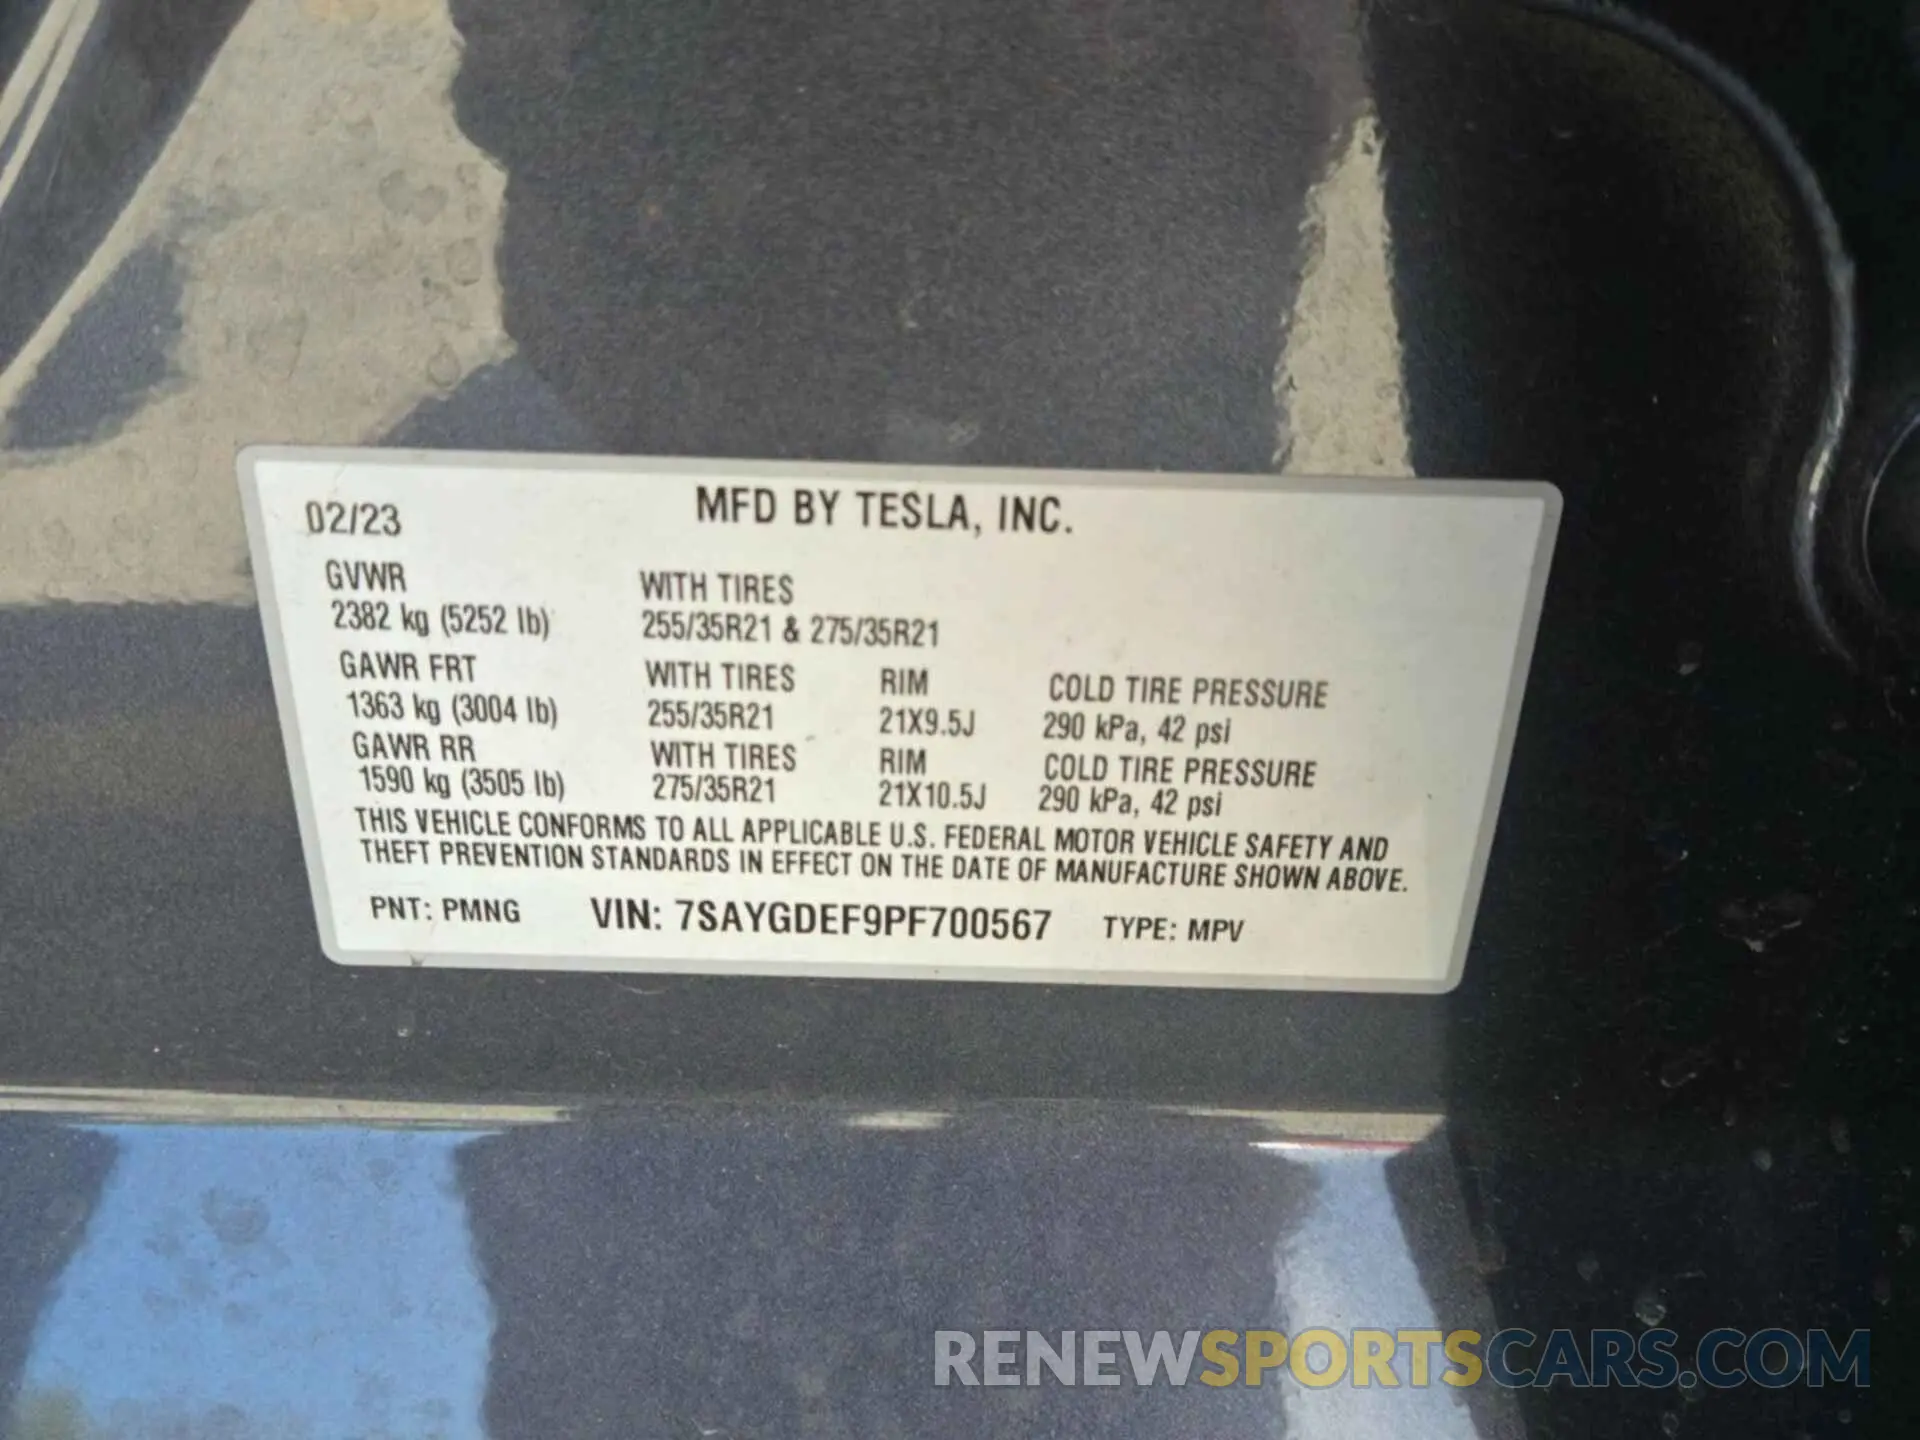 02/23 MFD BY TESLA, INC.
GVWR WITH TIRES
2382 kg (5252 lb) 255/35R21 & 275/35R21
GAWR FRT WITH TIRES RIM COLD TIRE PRESSURE
1363 kg (3004 lb) 255/35R21 21X9.5J 290 kPa, 42 psi
GAWR RR WITH TIRES RIM COLD TIRE PRESSURE
1590 kg (3505 lb) 275/35R21 21X10.5J 290 kPa, 42 psi
THIS VEHICLE CONFORMS TO ALL APPLICABLE U.S. FEDERAL MOTOR VEHICLE SAFETY AND
THEFT PREVENTION STANDARDS IN EFFECT ON THE DATE OF MANUFACTURE SHOWN ABOVE.
PNT: PMNG VIN: 7SAYGDEF9PF700567 TYPE: MPV
RENEWSPORTSCARS.COM